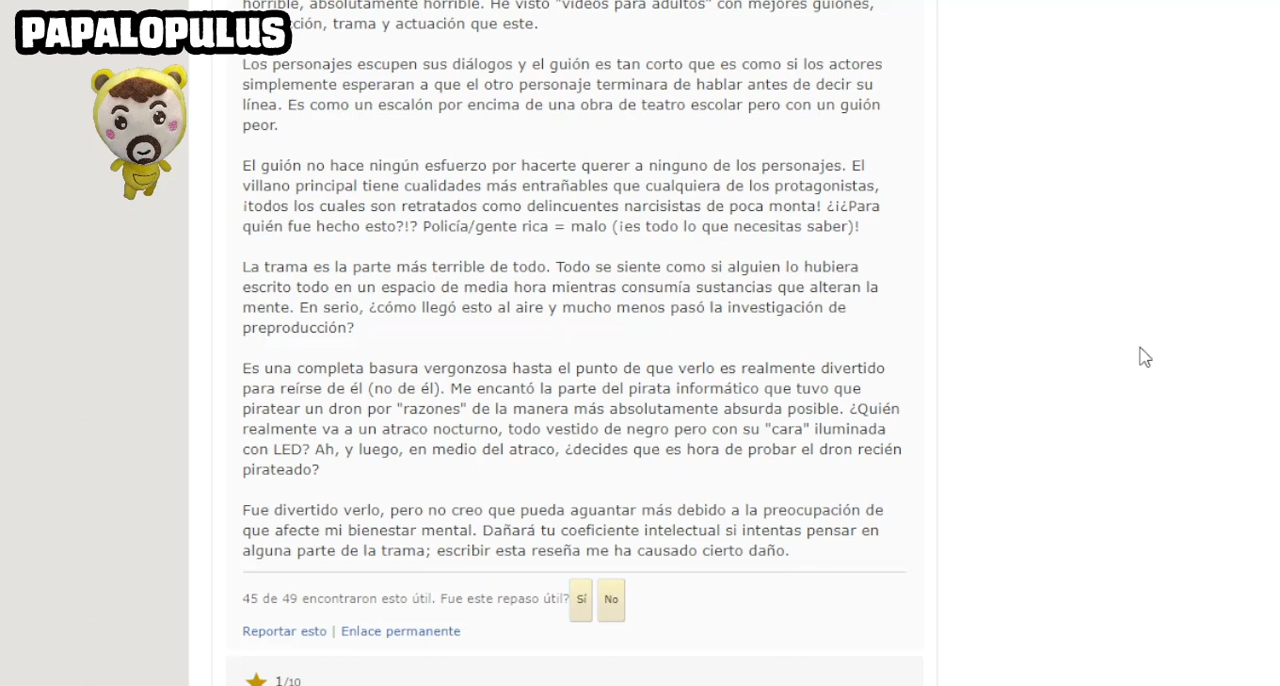 PAPALOPULUS
horrible, absolutamente horrible. He visto "videos para adultos" con mejores guiones,
ción, trama y actuación que este.
Los personajes escupen sus diálogos y el guión es tan corto que es como si los actores
simplemente esperaran a que el otro personaje terminara de hablar antes de decir su
línea. Es como un escalón por encima de una obra de teatro escolar pero con un guión
peor.
El guión no hace ningún esfuerzo por hacerte querer a ninguno de los personajes. El
villano principal tiene cualidades más entrañables que cualquiera de los protagonistas,
¡todos los cuales son retratados como delincuentes narcisistas de poca monta! ¿¡¿Para
quién fue hecho esto?!? Policía/gente rica = malo (¡es todo lo que necesitas saber)!
La trama es la parte más terrible de todo. Todo se siente como si alguien lo hubiera
escrito todo en un espacio de media hora mientras consumía sustancias que alteran la
mente. En serio, ¿cómo llegó esto al aire y mucho menos pasó la investigación de
preproducción?
Es una completa basura vergonzosa hasta el punto de que verlo es realmente divertido
para reírse de él (no de él). Me encantó la parte del pirata informático que tuvo que
piratear un dron por "razones" de la manera más absolutamente absurda posible. ¿Quién
realmente va a un atraco nocturno, todo vestido de negro pero con su "cara" iluminada
con LED? Ah, y luego, en medio del atraco, ¿decides que es hora de probar el dron recién
pirateado?
Fue divertido verlo, pero no creo que pueda aguantar más debido a la preocupación de
que afecte mi bienestar mental. Dañará tu coeficiente intelectual si intentas pensar en
alguna parte de la trama; escribir esta reseña me ha causado cierto daño.
45 de 49 encontraron esto útil. Fue este repaso útil? Sí No
Reportar esto | Enlace permanente
1/10